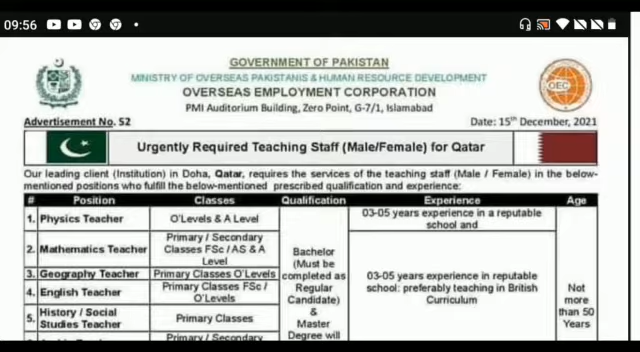 09:56
GOVERNMENT OF PAKISTAN
MINISTRY OF OVERSEAS PAKISTANIS & HUMAN RESOURCE DEVELOPMENT
OVERSEAS EMPLOYMENT CORPORATION
PMI Auditorium Building, Zero Point, G-7/1, Islamabad
OEC
Advertisement No. 52
Date: 15th December, 2021
Urgently Required Teaching Staff (Male/Female) for Qatar
Our leading client (Institution) in Doha, Qatar, requires the services of the teaching staff (Male / Female) in the below-
mentioned positions who fulfill the below-mentioned prescribed qualification and experience:
# Position Classes Qualification Experience Age
1. Physics Teacher
O'Levels & A Level
03-05 years experience in a reputable
school and
2. Mathematics Teacher
Primary / Secondary
Classes FSc / AS & A
Level
3. Geography Teacher
Primary Classes O'Levels
4. English Teacher
Primary Classes FSc /
O'Levels
5. History / Social
Studies Teacher
Primary Classes
Primary / Secondary
Bachelor
(Must be
completed as
Regular
Candidate)
&
Master
Degree will
03-05 years experience in reputable
school: preferably teaching in British
Curriculum
Not
more
than 50
Years